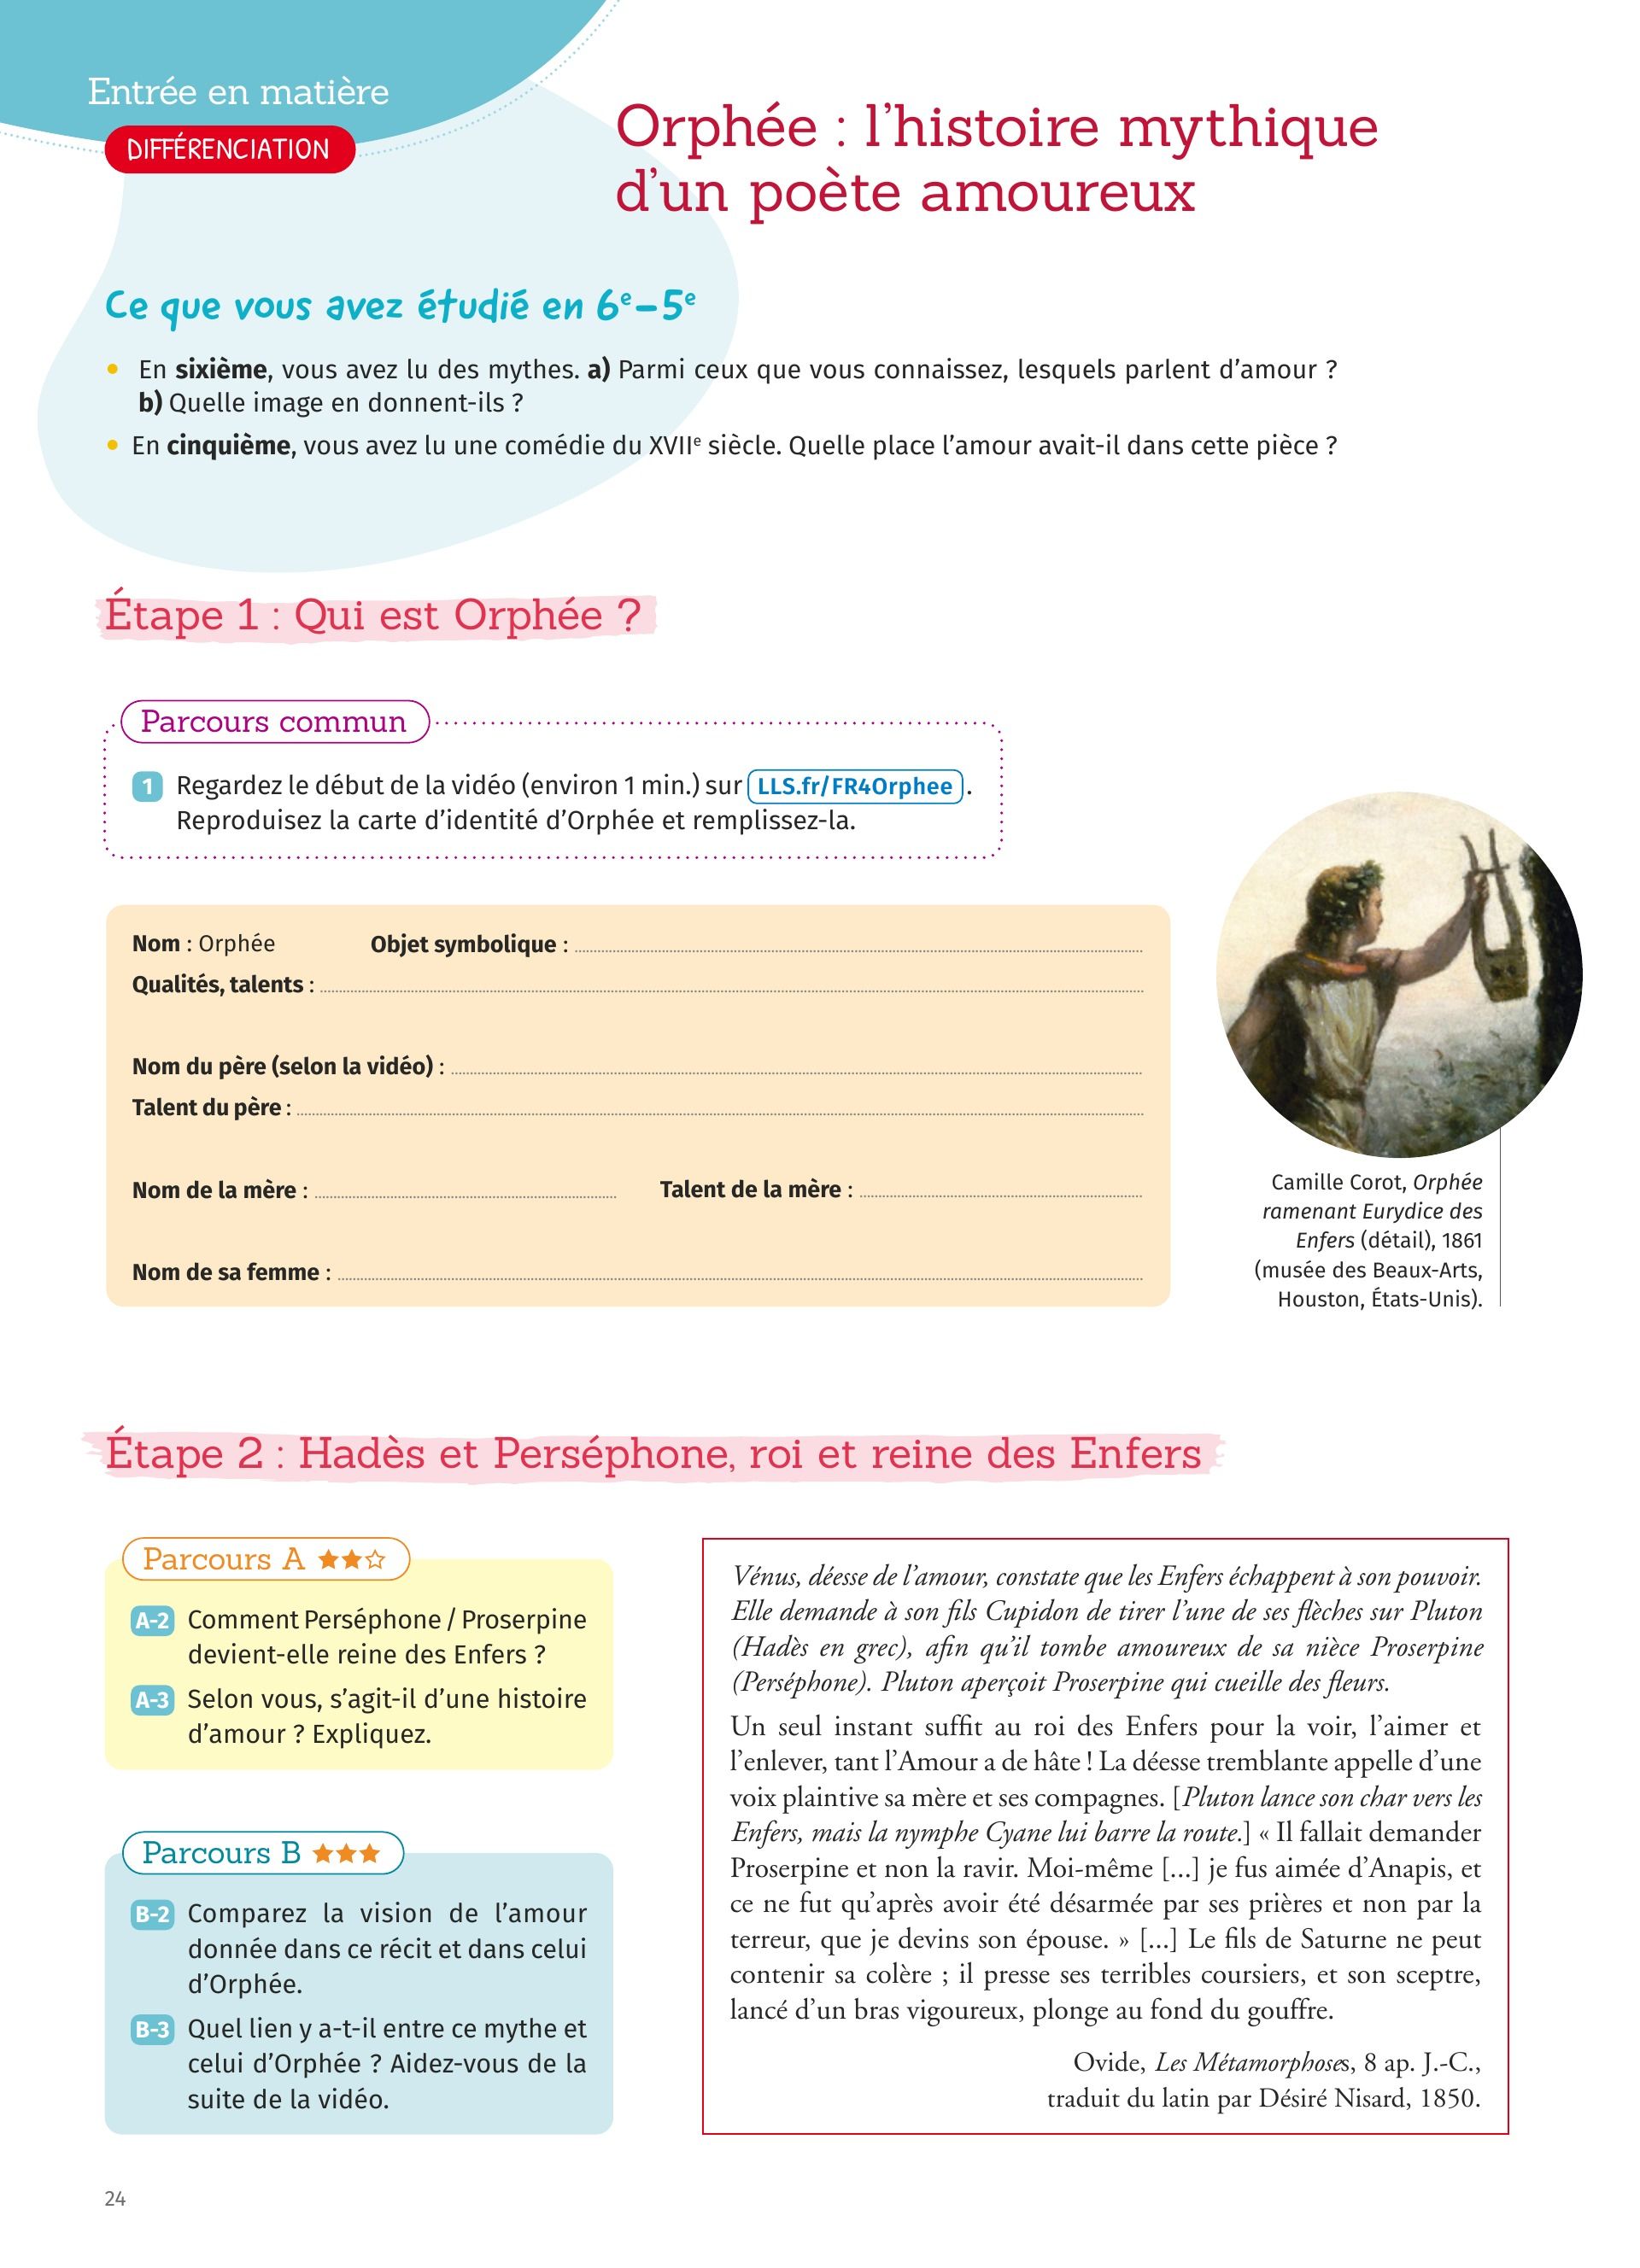 Entrée en matière
DIFFÉRENCIATION
Orphée : l’histoire mythique
d’un poète amoureux
Ce que vous avez étudié en 6e–5e
• En sixième, vous avez lu des mythes. a) Parmi ceux que vous connaissez, lesquels parlent d’amour ?
b) Quelle image en donnent-ils ?
• En cinquième, vous avez lu une comédie du XVIIe siècle. Quelle place l’amour avait-il dans cette pièce ?
Étape 1 : Qui est Orphée ?
Parcours commun
1 Regardez le début de la vidéo (environ 1 min.) sur LLS.fr/FR4Orphee .
Reproduisez la carte d’identité d’Orphée et remplissez-la.
Nom : Orphée Objet symbolique :
Qualités, talents :
Nom du père (selon la vidéo) :
Talent du père :
Nom de la mère : Talent de la mère :
Nom de sa femme :
Camille Corot, Orphée
ramenant Eurydice des
Enfers (détail), 1861
(musée des Beaux-Arts,
Houston, États-Unis).
Étape 2 : Hadès et Perséphone, roi et reine des Enfers
Parcours A ★★☆
A-2 Comment Perséphone / Proserpine
devient-elle reine des Enfers ?
A-3 Selon vous, s’agit-il d’une histoire
d’amour ? Expliquez.
Parcours B ★★★
B-2 Comparez la vision de l’amour
donnée dans ce récit et dans celui
d’Orphée.
B-3 Quel lien y a-t-il entre ce mythe et
celui d’Orphée ? Aidez-vous de la
suite de la vidéo.
Vénus, déesse de l’amour, constate que les Enfers échappent à son pouvoir.
Elle demande à son fils Cupidon de tirer l’une de ses flèches sur Pluton
(Hadès en grec), afin qu’il tombe amoureux de sa nièce Proserpine
(Perséphone). Pluton aperçoit Proserpine qui cueille des fleurs.
Un seul instant suffit au roi des Enfers pour la voir, l’aimer et
l’enlever, tant l’Amour a de hâte ! La déesse tremblante appelle d’une
voix plaintive sa mère et ses compagnes. [Pluton lance son char vers les
Enfers, mais la nymphe Cyane lui barre la route.] « Il fallait demander
Proserpine et non la ravir. Moi-même [...] je fus aimée d’Anapis, et
ce ne fut qu’après avoir été désarmée par ses prières et non par la
terreur, que je devins son épouse. » [...] Le fils de Saturne ne peut
contenir sa colère ; il presse ses terribles coursiers, et son sceptre,
lancé d’un bras vigoureux, plonge au fond du gouffre.
Ovide, Les Métamorphoses, 8 ap. J.-C.,
traduit du latin par Désiré Nisard, 1850.
24